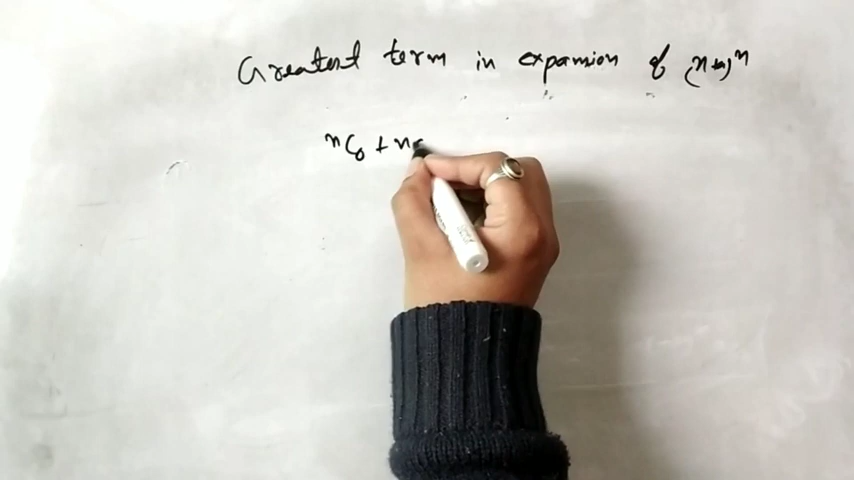 Greatest term in expansion of (x+a)^n
nC0 + nC